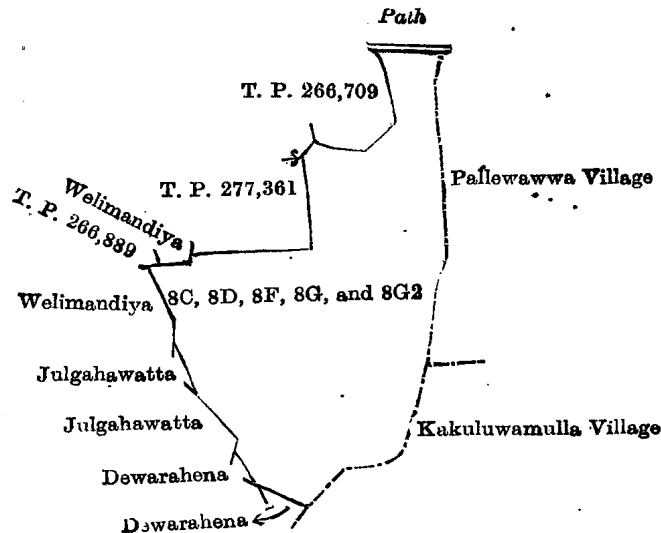 Path
T. P. 266,709
Pallewawwa Village
T. P. 277,361
Welimandiya
T. P. 266,889
Welimandiya
8C, 8D, 8F, 8G, and 8G2
Julgahawatta
Julgahawatta
Kakuluwamulla Village
Dewarahena
Dewarahena